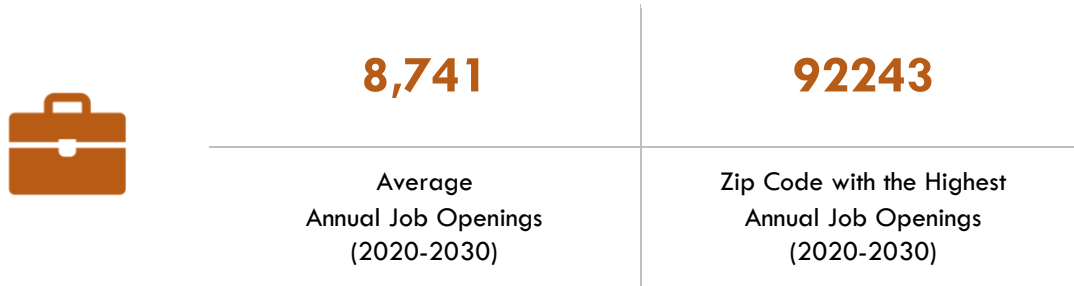 8,741
92243
Average
Annual Job Openings
(2020-2030)
Zip Code with the Highest
Annual Job Openings
(2020-2030)